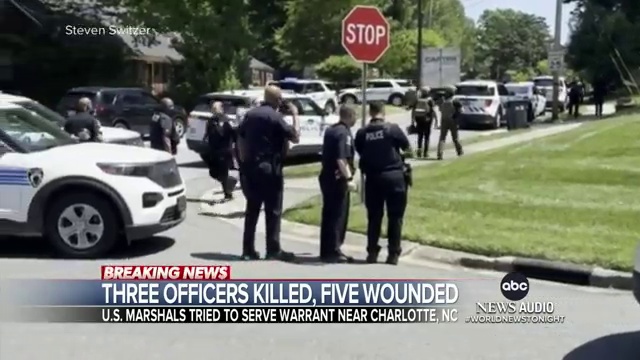 Steven Switzer
STOP
POLICE
BREAKING NEWS
THREE OFFICERS KILLED, FIVE WOUNDED
U.S. MARSHALS TRIED TO SERVE WARRANT NEAR CHARLOTTE, NC
abc
NEWS AUDIO
#WORLDNEWSTONIGHT